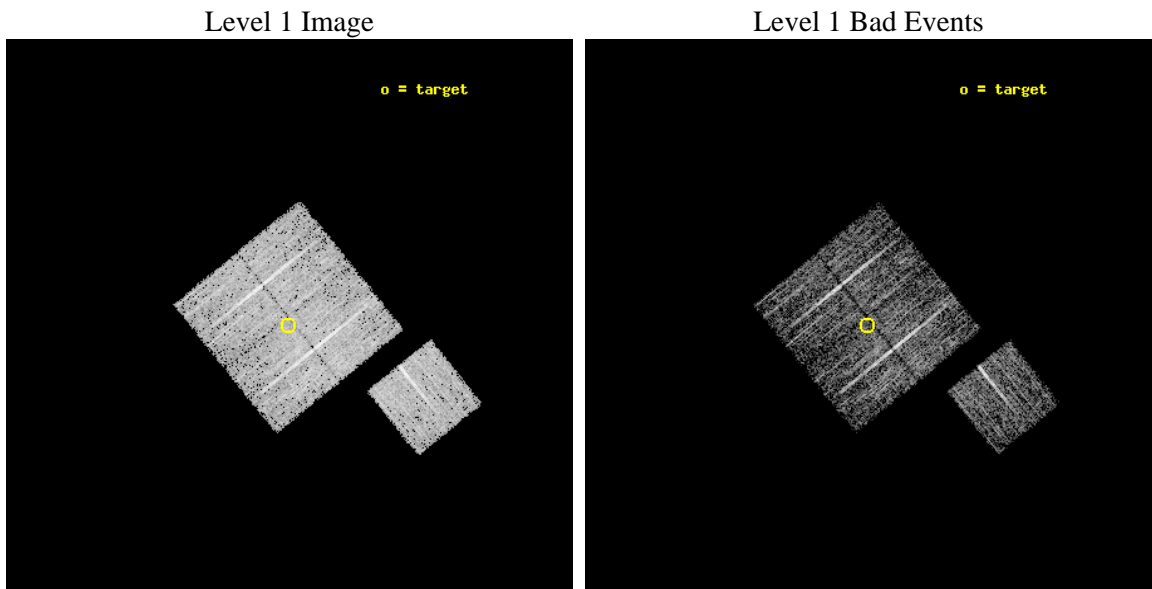 Level 1 Image
Level 1 Bad Events
o = target
o = target